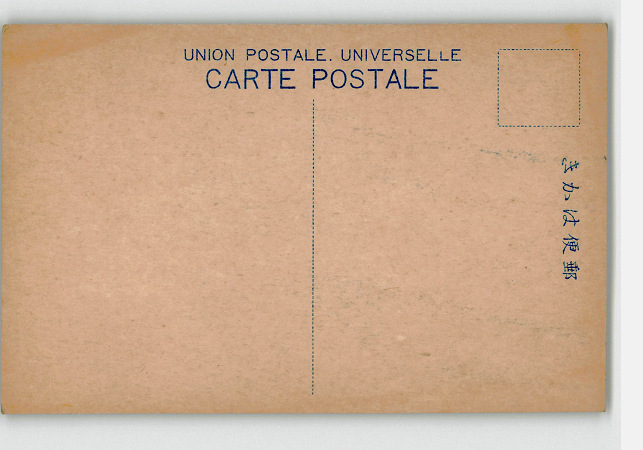 UNION POSTALE. UNIVERSELLE
CARTE POSTALE
郵便はかき